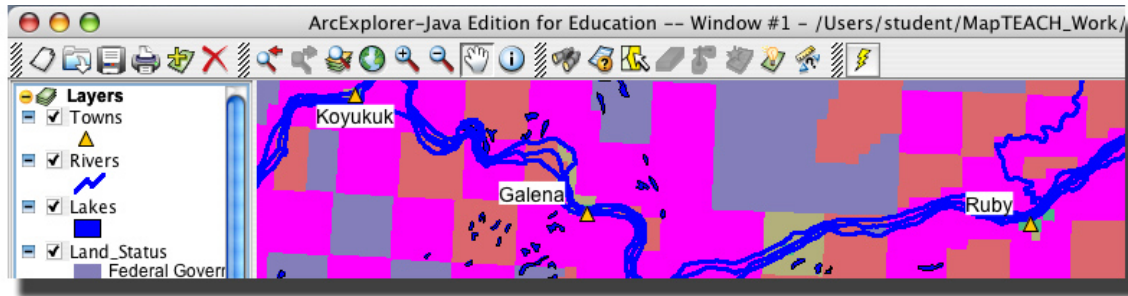 ArcExplorer-Java Edition for Education -- Window #1 - /Users/student/MapTEACH_Work/
Layers
Towns
Rivers
Lakes
Land_Status
Federal Goverr
Koyukuk
Galena
Ruby